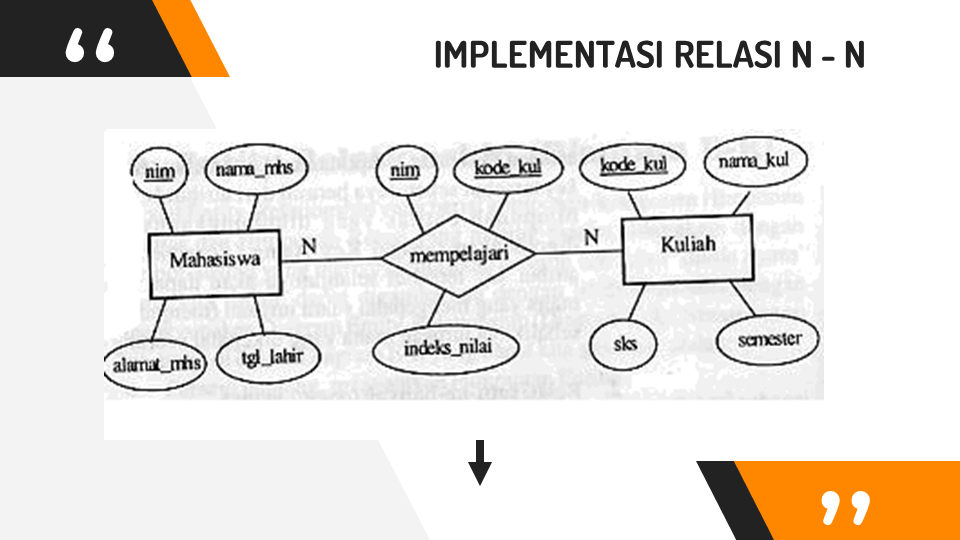 “
IMPLEMENTASI RELASI N - N
nim
nama_mhs
nim
kode_kul
kode_kul
nama_kul
Mahasiswa
N
mempelajari
N
Kuliah
alamat_mhs
tgl_lahir
indeks_nilai
sks
semester
”